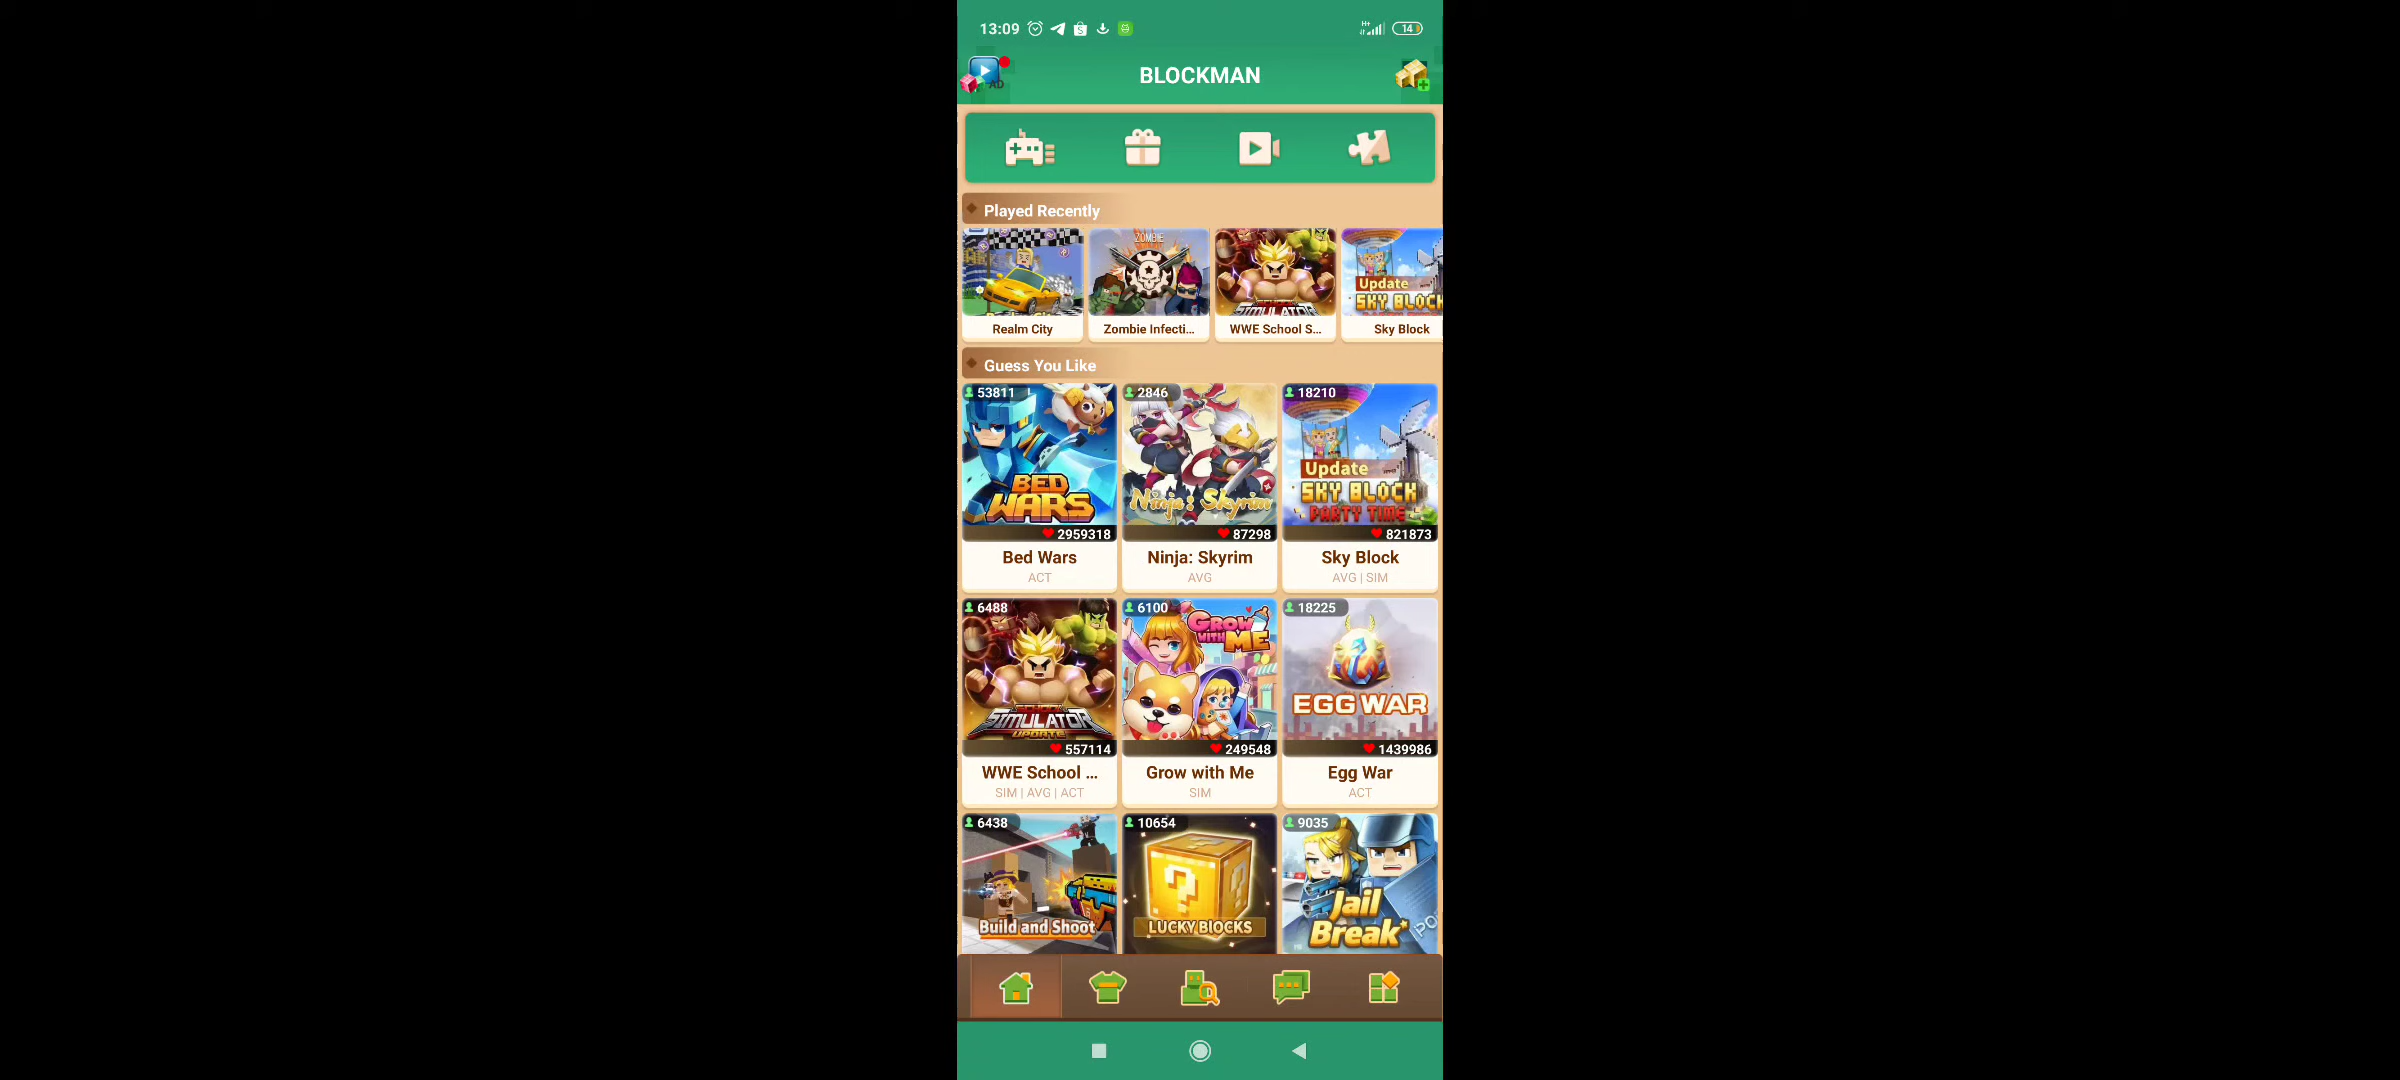 13:09
H+
14
AD
BLOCKMAN
Played Recently
ZOMBIE
Update
SKY BLOCK
SIMULATOR
Realm City
Zombie Infecti...
WWE School S...
Sky Block
Guess You Like
53811
2846
18210
BED
WARS
Ninja: Skyrim
Update
SKY BLOCK
PARTY TIME
2959318
87298
821873
Bed Wars
Ninja: Skyrim
Sky Block
ACT
AVG
AVG | SIM
6488
6100
18225
GROW
WITH ME
SCHOOL
SIMULATOR
UPDATE
EGG WAR
557114
249548
1439986
WWE School ...
Grow with Me
Egg War
SIM | AVG | ACT
SIM
ACT
6438
10654
9035
Build and Shoot
LUCKY BLOCKS
Jail
Break